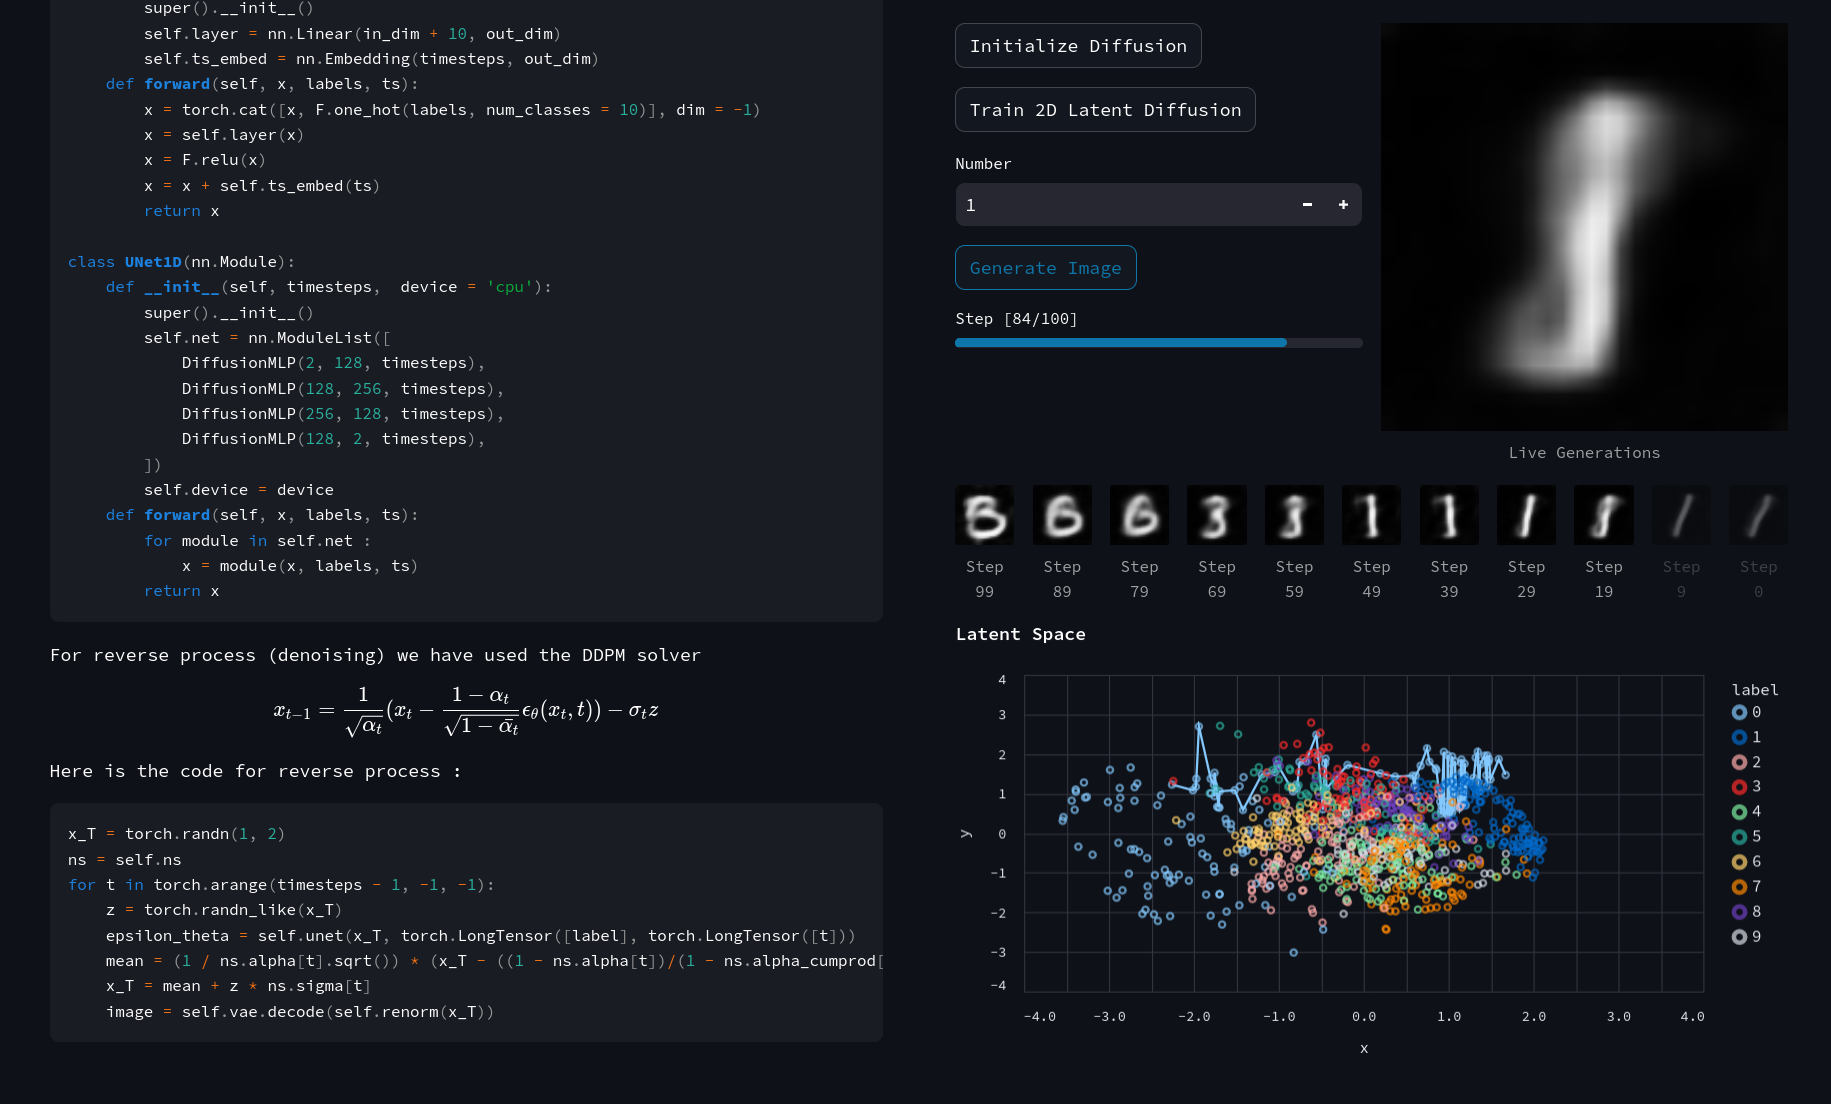 super().__init__()
self.layer = nn.Linear(in_dim + 10, out_dim)
self.ts_embed = nn.Embedding(timesteps, out_dim)
def forward(self, x, labels, ts):
x = torch.cat([x, F.one_hot(labels, num_classes = 10)], dim = -1)
x = self.layer(x)
x = F.relu(x)
x = x + self.ts_embed(ts)
return x
class UNet1D(nn.Module):
def __init__(self, timesteps,  device = 'cpu'):
super().__init__()
self.net = nn.ModuleList([
DiffusionMLP(2, 128, timesteps),
DiffusionMLP(128, 256, timesteps),
DiffusionMLP(256, 128, timesteps),
DiffusionMLP(128, 2, timesteps),
])
self.device = device
def forward(self, x, labels, ts):
for module in self.net :
x = module(x, labels, ts)
return x
For reverse process (denoising) we have used the DDPM solver
x_{t−1} = \frac{1}{\sqrt{α_t}}(x_t − \frac{1 − α_t}{\sqrt{1 − \bar{α_t}}}ϵ_θ(x_t, t)) − σ_t z
Here is the code for reverse process :
x_T = torch.randn(1, 2)
ns = self.ns
for t in torch.arange(timesteps - 1, -1, -1):
z = torch.randn_like(x_T)
epsilon_theta = self.unet(x_T, torch.LongTensor([label], torch.LongTensor([t]))
mean = (1 / ns.alpha[t].sqrt()) * (x_T - ((1 - ns.alpha[t])/(1 - ns.alpha_cumprod[
x_T = mean + z * ns.sigma[t]
image = self.vae.decode(self.renorm(x_T))
Initialize Diffusion
Train 2D Latent Diffusion
Number
1 - +
Generate Image
Step [84/100]
Live Generations
Step Step Step Step Step Step Step Step Step Step Step
99 89 79 69 59 49 39 29 19 9 0
Latent Space
4
3
2
1
0
−1
−2
−3
−4
y
−4.0 −3.0 −2.0 −1.0 0.0 1.0 2.0 3.0 4.0
x
label
0
1
2
3
4
5
6
7
8
9